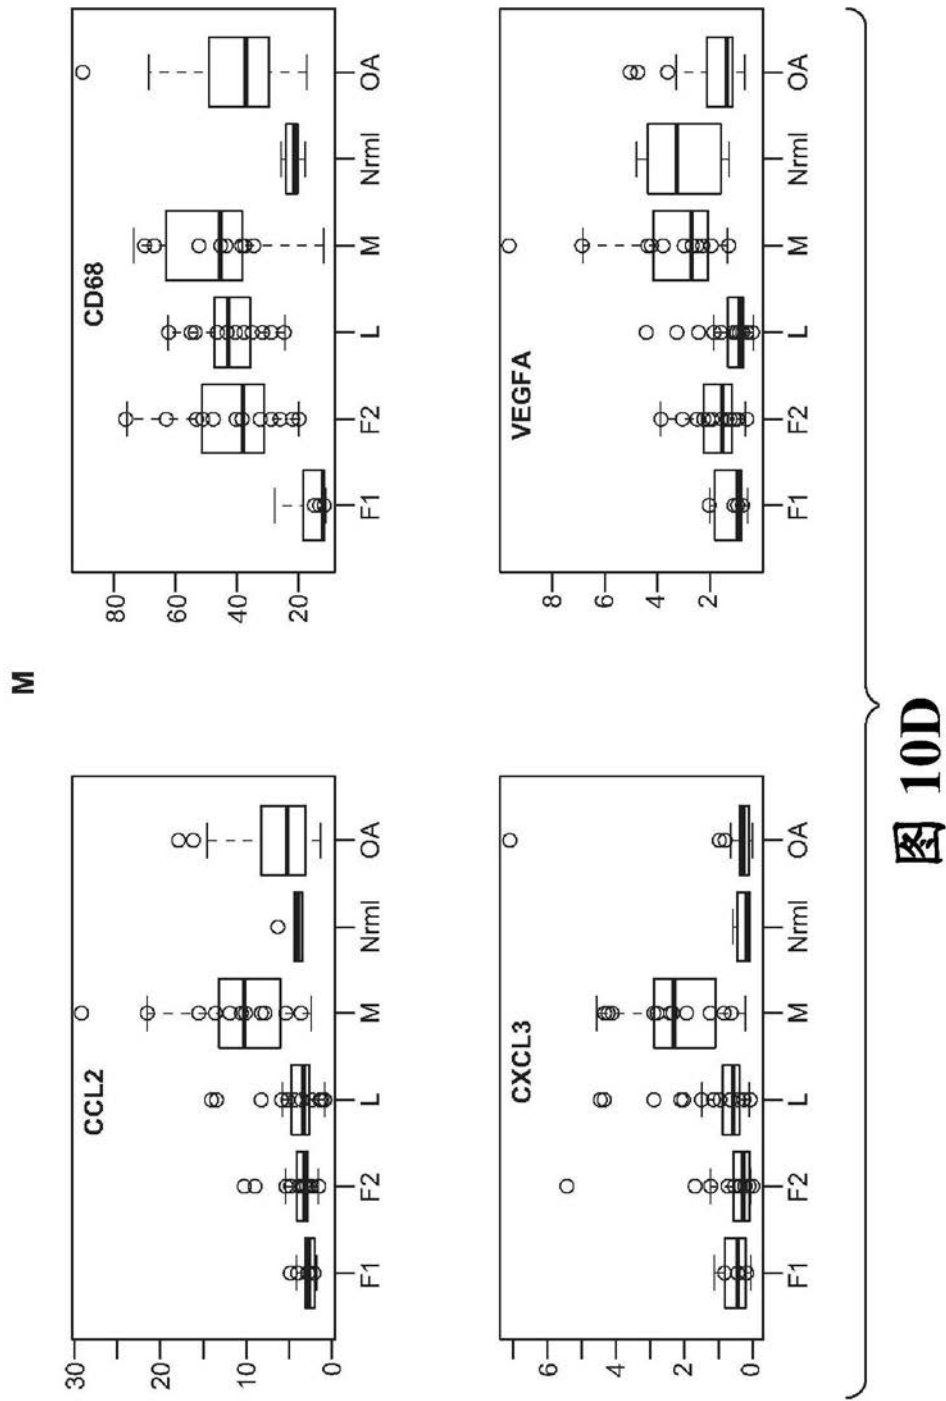 M
CCL2
30
20
10
0
F1 F2 L M Nrml OA
CD68
80
60
40
20
F1 F2 L M Nrml OA
CXCL3
6
4
2
0
F1 F2 L M Nrml OA
VEGFA
8
6
4
2
F1 F2 L M Nrml OA
图 10D